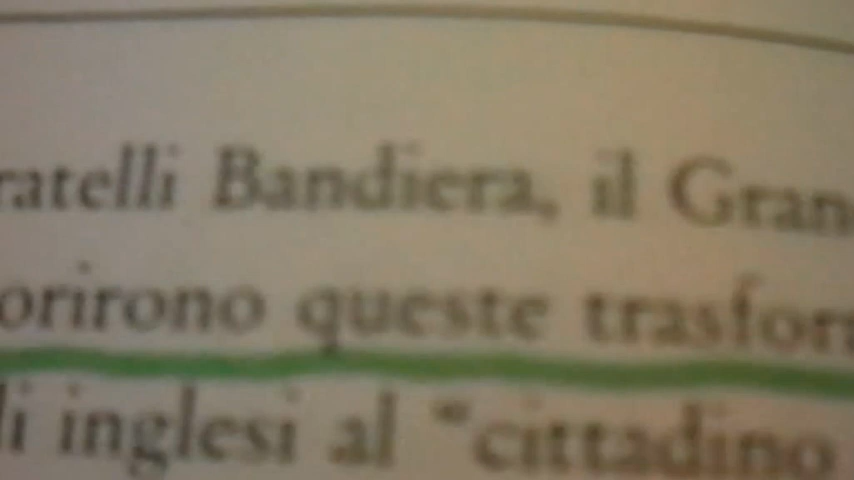 ratelli Bandiera, il Gran
orirono queste trasfor
li inglesi al "cittadino